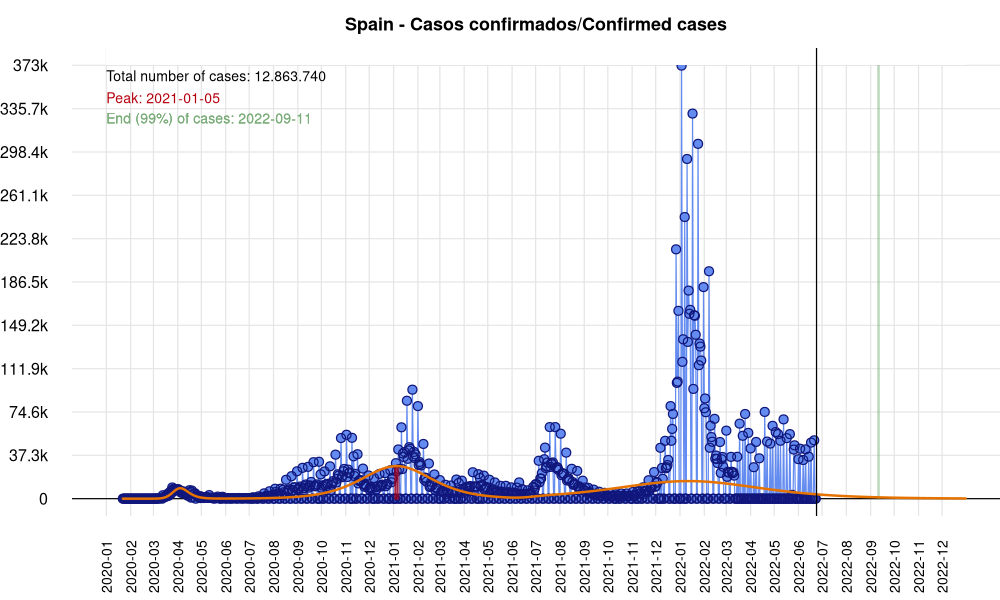 Spain - Casos confirmados/Confirmed cases
373k
335.7k
298.4k
261.1k
223.8k
186.5k
149.2k
111.9k
74.6k
37.3k
0
Total number of cases: 12.863.740
Peak: 2021-01-05
End (99%) of cases: 2022-09-11
2020-01
2020-02
2020-03
2020-04
2020-05
2020-06
2020-07
2020-08
2020-09
2020-10
2020-11
2020-12
2021-01
2021-02
2021-03
2021-04
2021-05
2021-06
2021-07
2021-08
2021-09
2021-10
2021-11
2021-12
2022-01
2022-02
2022-03
2022-04
2022-05
2022-06
2022-07
2022-08
2022-09
2022-10
2022-11
2022-12